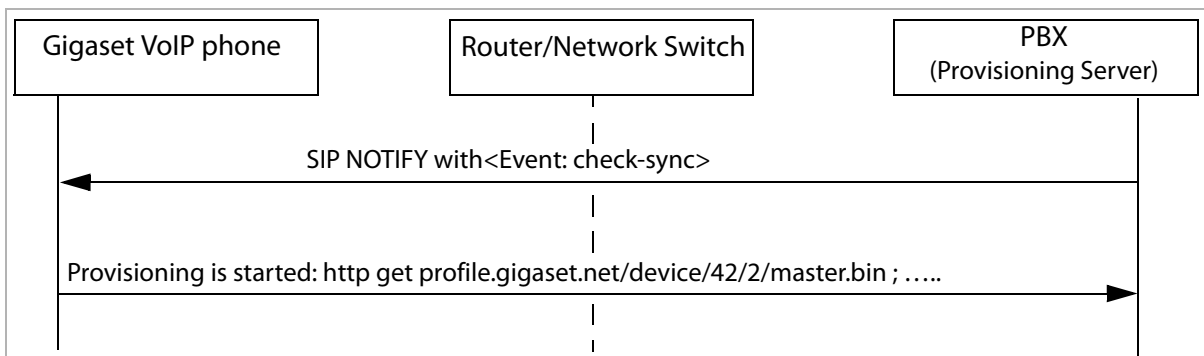 Gigaset VoIP phone
Router/Network Switch
PBX
(Provisioning Server)
SIP NOTIFY with<Event: check-sync>
Provisioning is started: http get profile.gigaset.net/device/42/2/master.bin ; …..